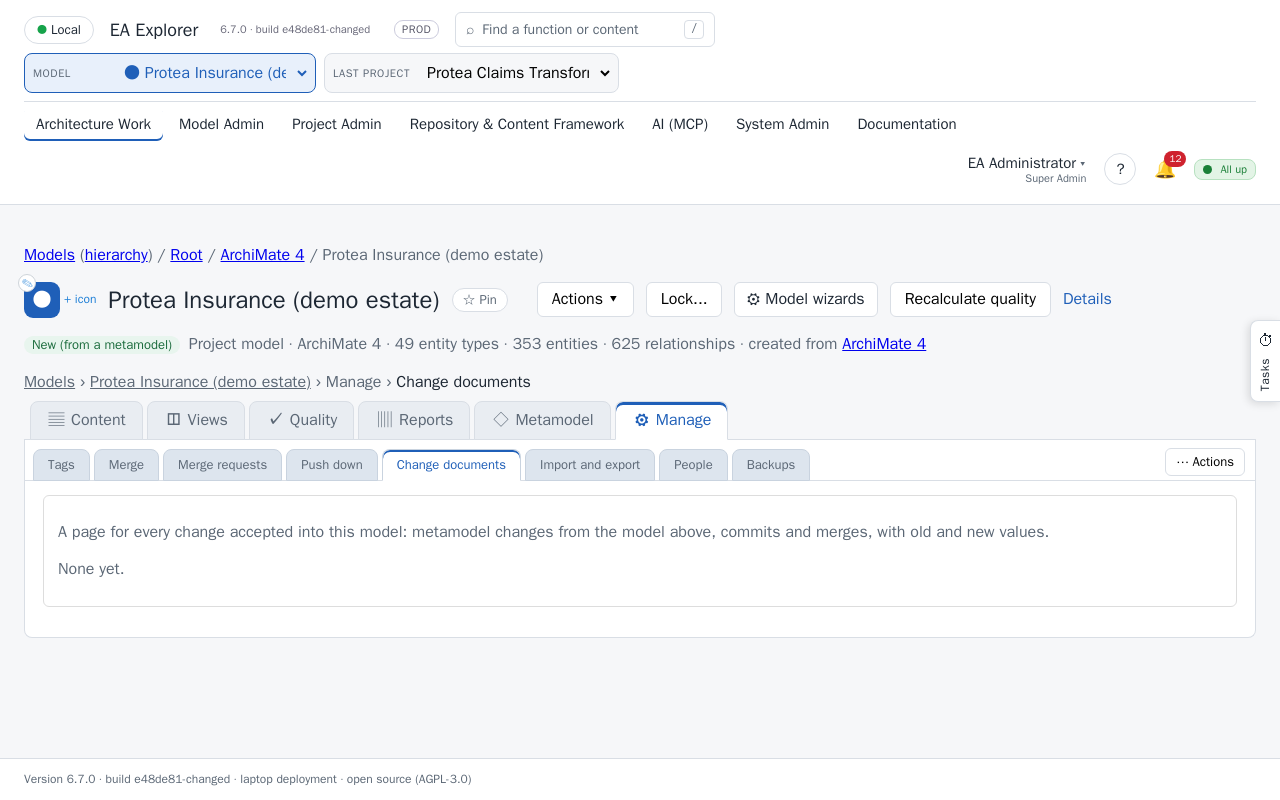 Local
EA Explorer
6.7.0 · build e48de81-changed
PROD
Find a function or content
/
MODEL
Protea Insurance (de
LAST PROJECT
Protea Claims Transfor
Architecture Work
Model Admin
Project Admin
Repository & Content Framework
AI (MCP)
System Admin
Documentation
EA Administrator
Super Admin
?
12
All up
Models (hierarchy) / Root / ArchiMate 4 / Protea Insurance (demo estate)
+ icon
Protea Insurance (demo estate)
☆ Pin
Actions ▾
Lock...
⚙ Model wizards
Recalculate quality
Details
New (from a metamodel)
Project model · ArchiMate 4 · 49 entity types · 353 entities · 625 relationships · created from ArchiMate 4
Tasks
Models › Protea Insurance (demo estate) › Manage › Change documents
Content
Views
Quality
Reports
Metamodel
Manage
Tags
Merge
Merge requests
Push down
Change documents
Import and export
People
Backups
··· Actions
A page for every change accepted into this model: metamodel changes from the model above, commits and merges, with old and new values.
None yet.
Version 6.7.0 · build e48de81-changed · laptop deployment · open source (AGPL-3.0)